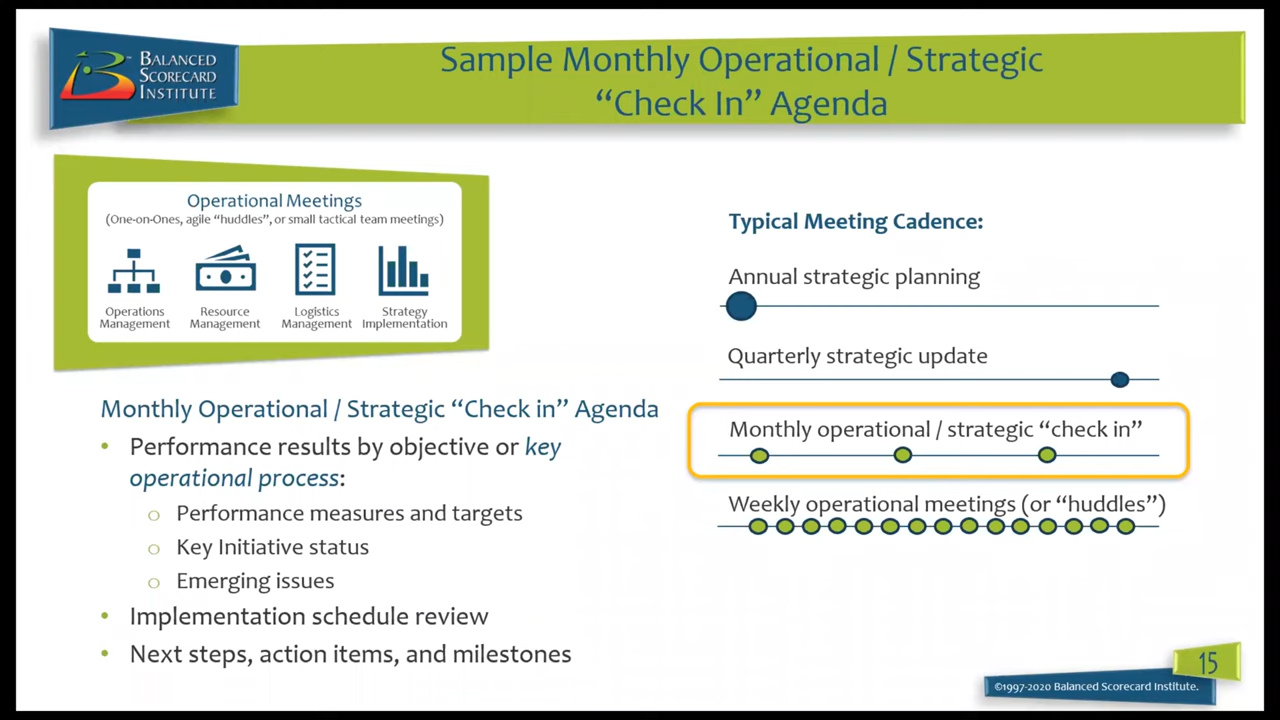 BALANCED
SCORECARD
INSTITUTE
Sample Monthly Operational / Strategic
“Check In” Agenda
Operational Meetings
(One-on-Ones, agile “huddles”, or small tactical team meetings)
Operations
Management
Resource
Management
Logistics
Management
Strategy
Implementation
Monthly Operational / Strategic “Check in” Agenda
• Performance results by objective or key
operational process:
o Performance measures and targets
o Key Initiative status
o Emerging issues
• Implementation schedule review
• Next steps, action items, and milestones
Typical Meeting Cadence:
Annual strategic planning
Quarterly strategic update
Monthly operational / strategic “check in”
Weekly operational meetings (or “huddles”)
15
©1997-2020 Balanced Scorecard Institute.